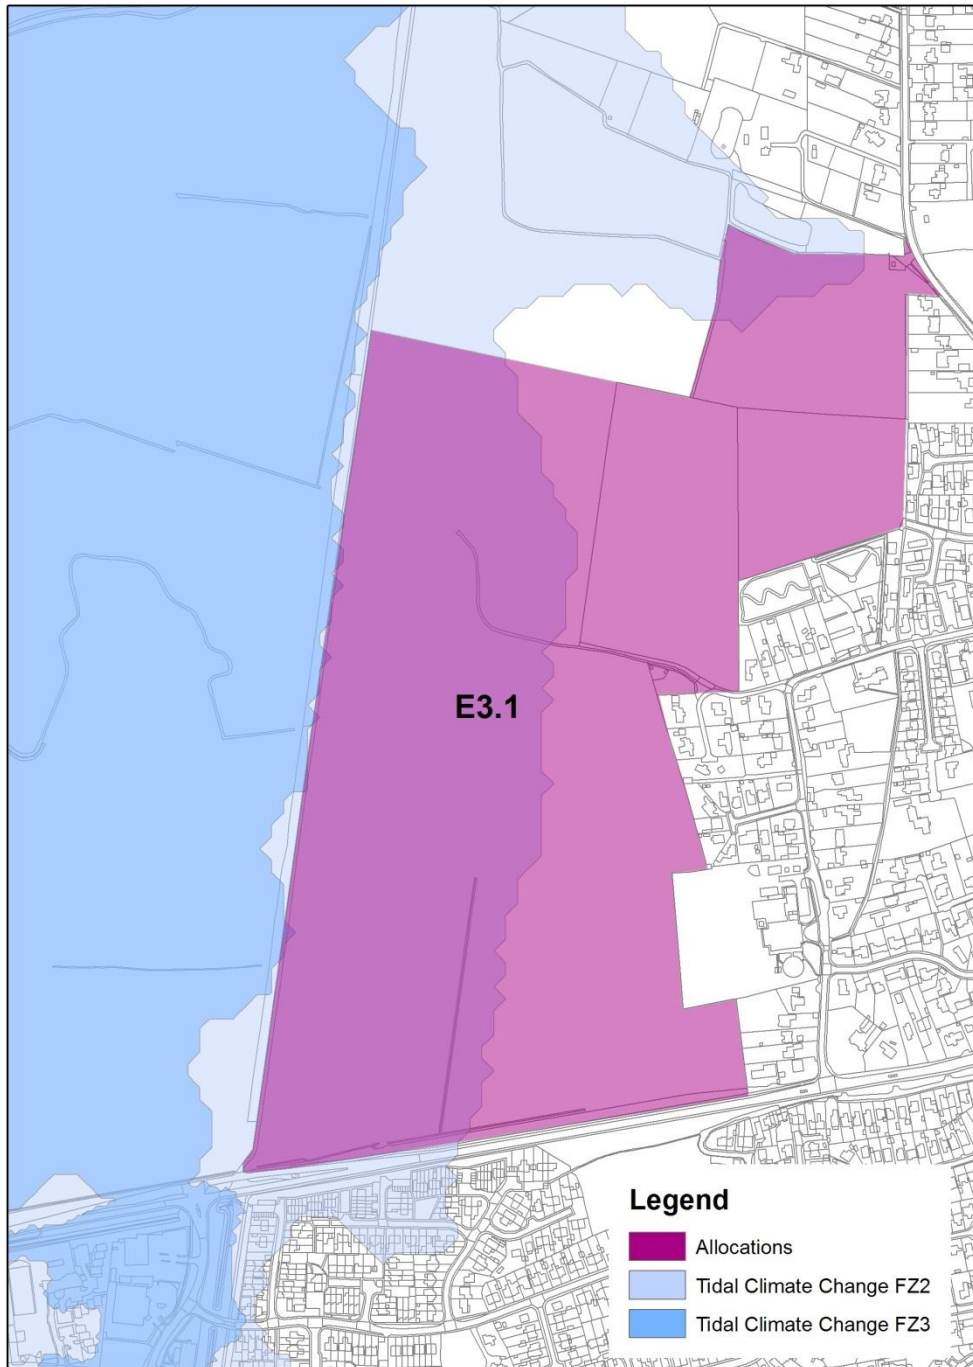 E3.1
Legend
Allocations
Tidal Climate Change FZ2
Tidal Climate Change FZ3